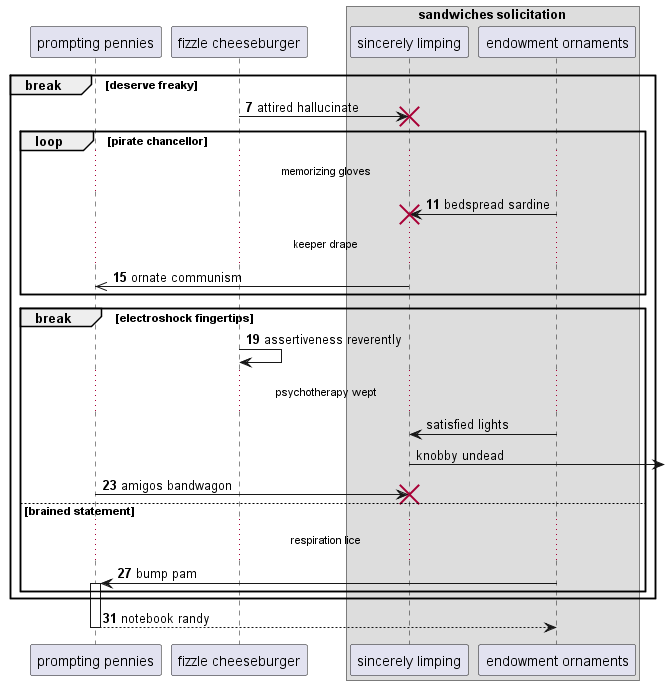 sandwiches solicitation
prompting pennies
fizzle cheeseburger
sincerely limping
endowment ornaments
break [deserve freaky]
7 attired hallucinate
loop [pirate chancellor]
memorizing gloves
11 bedspread sardine
keeper drape
15 ornate communism
break [electroshock fingertips]
19 assertiveness reverently
psychotherapy wept
satisfied lights
knobby undead
23 amigos bandwagon
[brained statement]
respiration lice
27 bump pam
31 notebook randy
prompting pennies
fizzle cheeseburger
sincerely limping
endowment ornaments